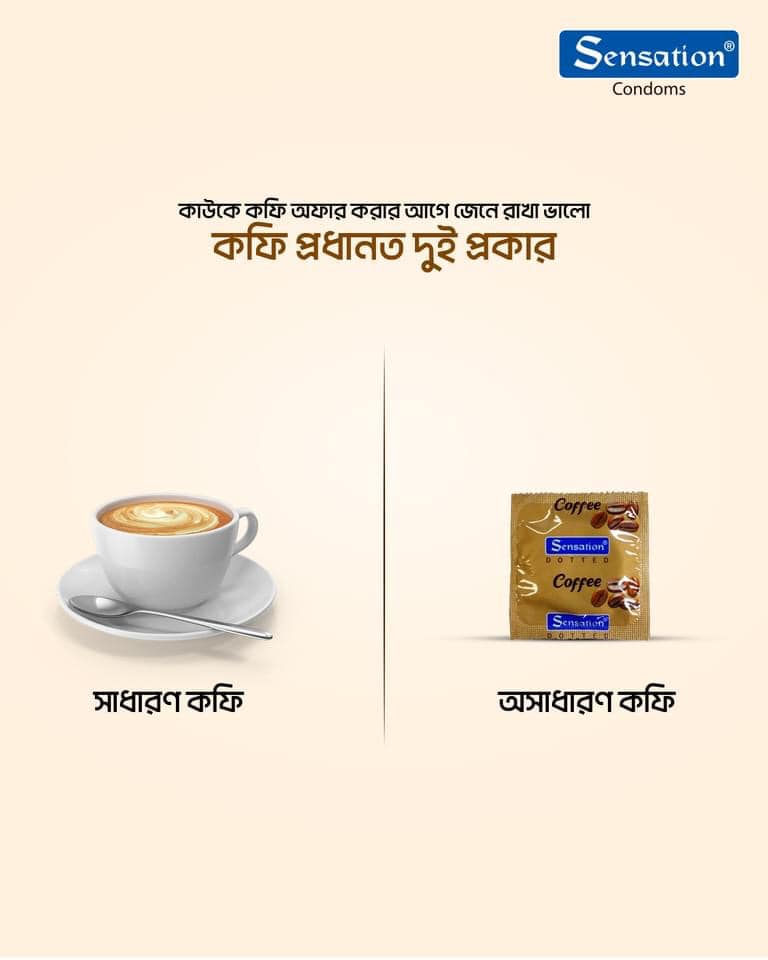 Sensation®
Condoms
কাউকে কফি অফার করার আগে জেনে রাখা ভালো
কফি প্রধানত দুই প্রকার
Coffee
Sensation®
DOTTED
Coffee
Sensation®
DOTTED
সাধারণ কফি
অসাধারণ কফি